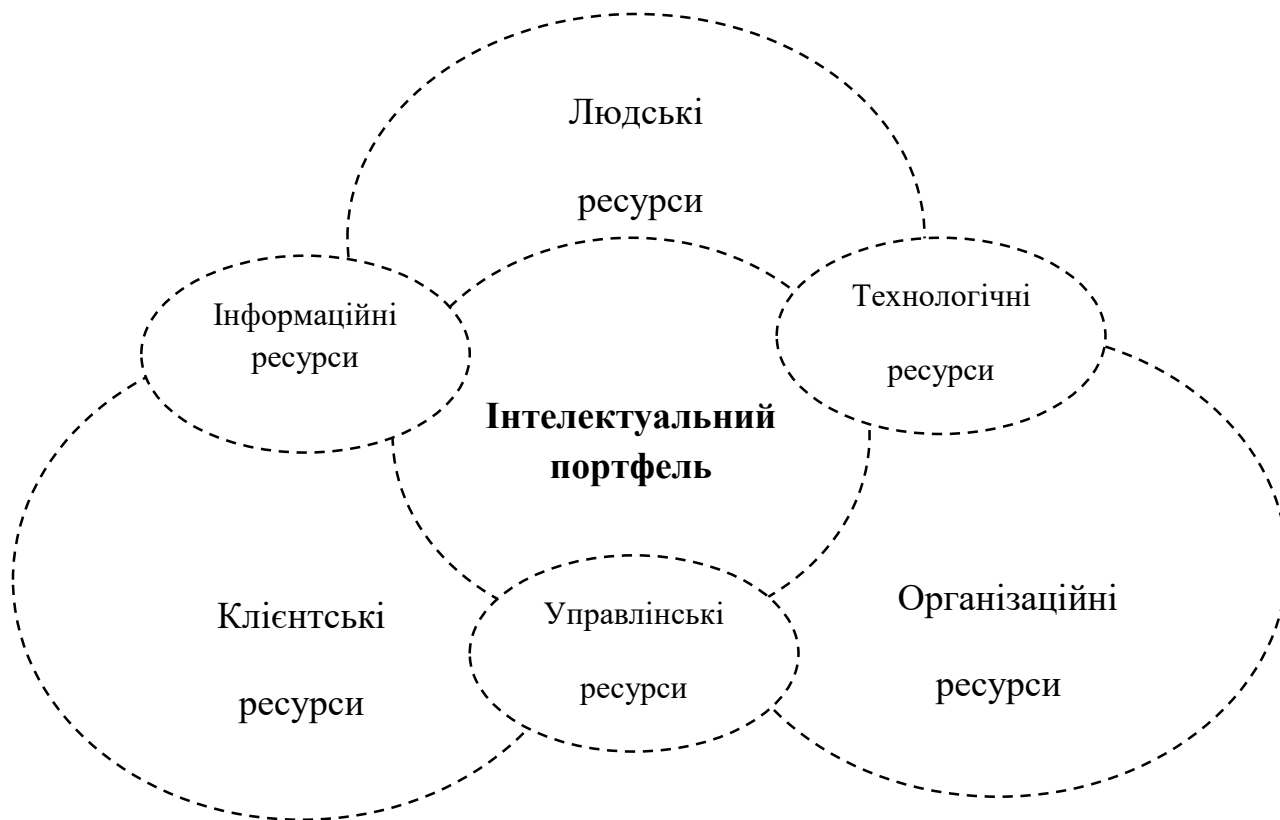 Людські
ресурси
Інформаційні
ресурси
Технологічні
ресурси
Інтелектуальний
портфель
Клієнтські
ресурси
Управлінські
ресурси
Організаційні
ресурси